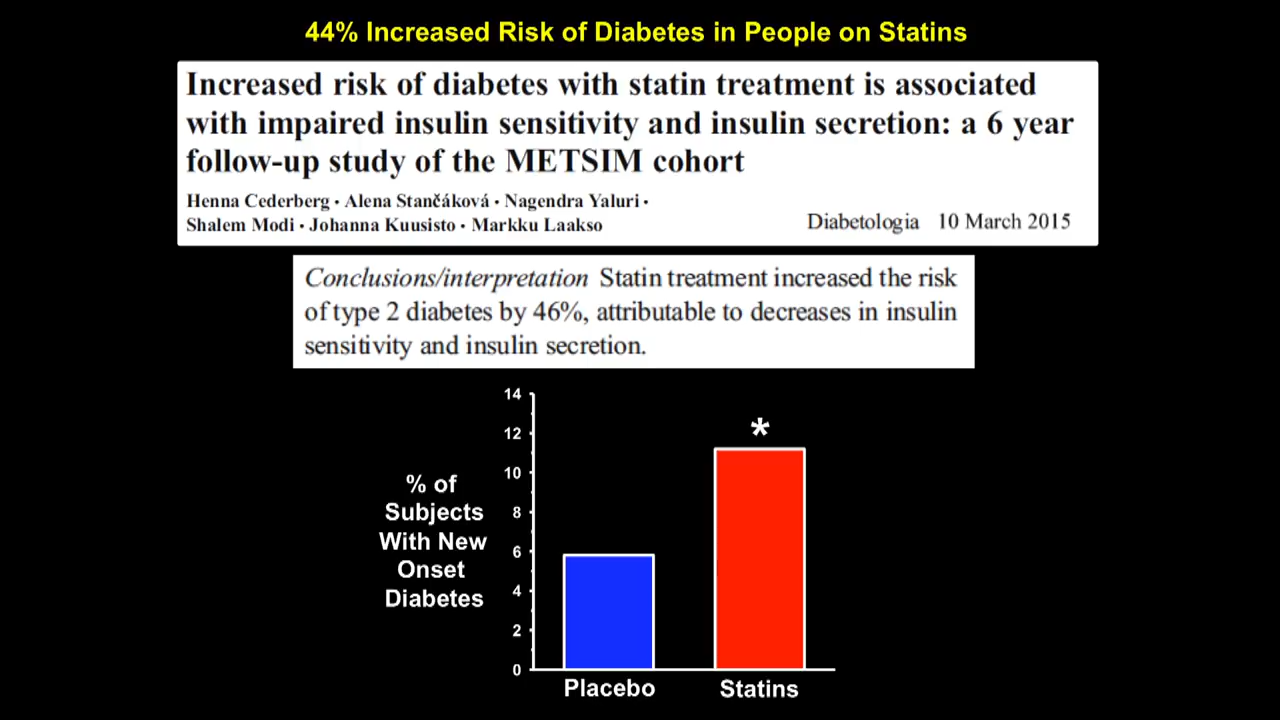 44% Increased Risk of Diabetes in People on Statins
Increased risk of diabetes with statin treatment is associated
with impaired insulin sensitivity and insulin secretion: a 6 year
follow-up study of the METSIM cohort
Henna Cederberg • Alena Stančáková • Nagendra Yaluri •
Shalem Modi • Johanna Kuusisto • Markku Laakso
Diabetologia 10 March 2015
Conclusions/interpretation Statin treatment increased the risk
of type 2 diabetes by 46%, attributable to decreases in insulin
sensitivity and insulin secretion.
% of
Subjects
With New
Onset
Diabetes
14
12
10
8
6
4
2
0
*
Placebo
Statins